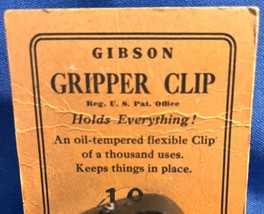 GIBSON
GRIPPER CLIP
Reg. U. S. Pat. Office
Holds Everything!
An oil-tempered flexible Clip
of a thousand uses.
Keeps things in place.